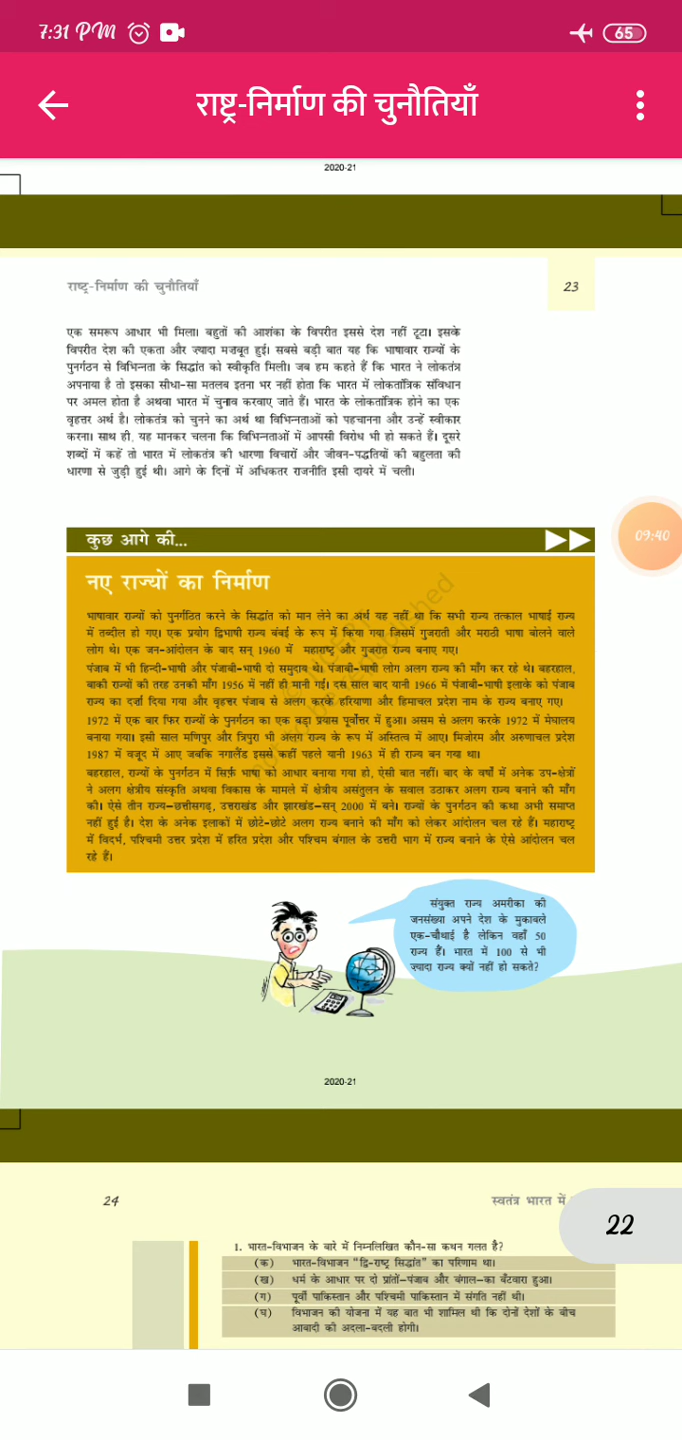 7:31 PM
65
राष्ट्र-निर्माण की चुनौतियाँ
2020-21
राष्ट्र-निर्माण की चुनौतियाँ
23
एक समरूप आधार भी मिला। बहुतों की आशंका के विपरीत इससे देश नहीं टूटा। इसके
विपरीत देश की एकता और ज्यादा मज़बूत हुई। सबसे बड़ी बात यह कि भाषावार राज्यों के
पुनर्गठन से विभिन्नता के सिद्धांत को स्वीकृति मिली। जब हम कहते हैं कि भारत ने लोकतंत्र
अपनाया है तो इसका सीधा-सा मतलब इतना भर नहीं होता कि भारत में लोकतांत्रिक संविधान
पर अमल होता है अथवा भारत में चुनाव करवाए जाते हैं। भारत के लोकतांत्रिक होने का एक
वृहत्तर अर्थ है। लोकतंत्र को चुनने का अर्थ था विभिन्नताओं को पहचानना और उन्हें स्वीकार
करना। साथ ही, यह मानकर चलना कि विभिन्नताओं में आपसी विरोध भी हो सकते हैं। दूसरे
शब्दों में कहें तो भारत में लोकतंत्र की धारणा विचारों और जीवन-पद्धतियों की बहुलता की
धारणा से जुड़ी हुई थी। आगे के दिनों में अधिकतर राजनीति इसी दायरे में चली।
09:40
कुछ आगे की...
नए राज्यों का निर्माण
भाषावार राज्यों को पुनर्गठित करने के सिद्धांत को मान लेने का अर्थ यह नहीं था कि सभी राज्य तत्काल भाषाई राज्य
में तब्दील हो गए। एक प्रयोग द्विभाषी राज्य बंबई के रूप में किया गया जिसमें गुजराती और मराठी भाषा बोलने वाले
लोग थे। एक जन-आंदोलन के बाद सन् 1960 में महाराष्ट्र और गुजरात राज्य बनाए गए।
पंजाब में भी हिन्दी-भाषी और पंजाबी-भाषी दो समुदाय थे। पंजाबी-भाषी लोग अलग राज्य की माँग कर रहे थे। बहरहाल,
बाकी राज्यों की तरह उनकी माँग 1956 में नहीं ही मानी गई। दस साल बाद यानी 1966 में पंजाबी-भाषी इलाके को पंजाब
राज्य का दर्जा दिया गया और वृहत्तर पंजाब से अलग करके हरियाणा और हिमाचल प्रदेश नाम के राज्य बनाए गए।
1972 में एक बार फिर राज्यों के पुनर्गठन का एक बड़ा प्रयास पूर्वोत्तर में हुआ। असम से अलग करके 1972 में मेघालय
बनाया गया। इसी साल मणिपुर और त्रिपुरा भी अलग राज्य के रूप में अस्तित्व में आए। मिजोरम और अरुणाचल प्रदेश
1987 में वजूद में आए जबकि नगालैंड इससे कहीं पहले यानी 1963 में ही राज्य बन गया था।
बहरहाल, राज्यों के पुनर्गठन में सिर्फ़ भाषा को आधार बनाया गया हो, ऐसी बात नहीं। बाद के वर्षों में अनेक उप-क्षेत्रों
ने अलग क्षेत्रीय संस्कृति अथवा विकास के मामले में क्षेत्रीय असंतुलन के सवाल उठाकर अलग राज्य बनाने की माँग
की। ऐसे तीन राज्य-छत्तीसगढ़, उत्तराखंड और झारखंड-सन् 2000 में बने। राज्यों के पुनर्गठन की कथा अभी समाप्त
नहीं हुई है। देश के अनेक इलाकों में छोटे-छोटे अलग राज्य बनाने की माँग को लेकर आंदोलन चल रहे हैं। महाराष्ट्र
में विदर्भ, पश्चिमी उत्तर प्रदेश में हरित प्रदेश और पश्चिम बंगाल के उत्तरी भाग में राज्य बनाने के ऐसे आंदोलन चल
रहे हैं।
संयुक्त राज्य अमरीका की
जनसंख्या अपने देश के मुकाबले
एक-चौथाई है लेकिन वहाँ 50
राज्य हैं। भारत में 100 से भी
ज़्यादा राज्य क्यों नहीं हो सकते?
2020-21
24
स्वतंत्र भारत में
22
1. भारत-विभाजन के बारे में निम्नलिखित कौन-सा कथन गलत है?
(क) भारत-विभाजन "द्वि-राष्ट्र सिद्धांत" का परिणाम था।
(ख) धर्म के आधार पर दो प्रांतों-पंजाब और बंगाल-का बँटवारा हुआ।
(ग) पूर्वी पाकिस्तान और पश्चिमी पाकिस्तान में संगति नहीं थी।
(घ) विभाजन की योजना में यह बात भी शामिल थी कि दोनों देशों के बीच
आबादी की अदला-बदली होगी।